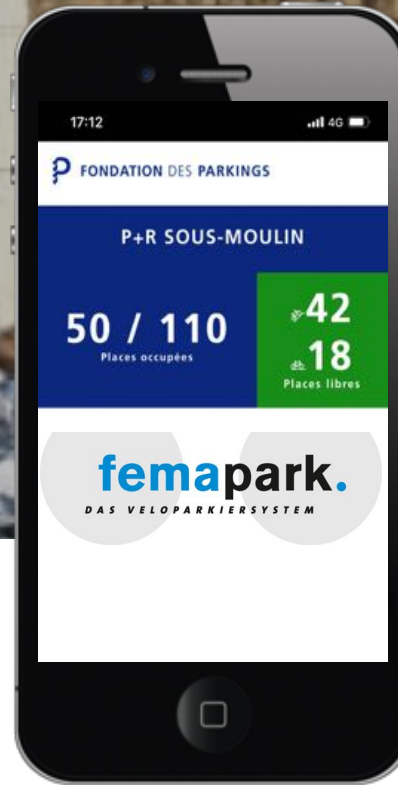 17:12
4G
FONDATION DES PARKINGS
P+R SOUS-MOULIN
50 / 110
Places occupées
42
18
Places libres
femapark.
DAS VELOPARKIERSYSTEM